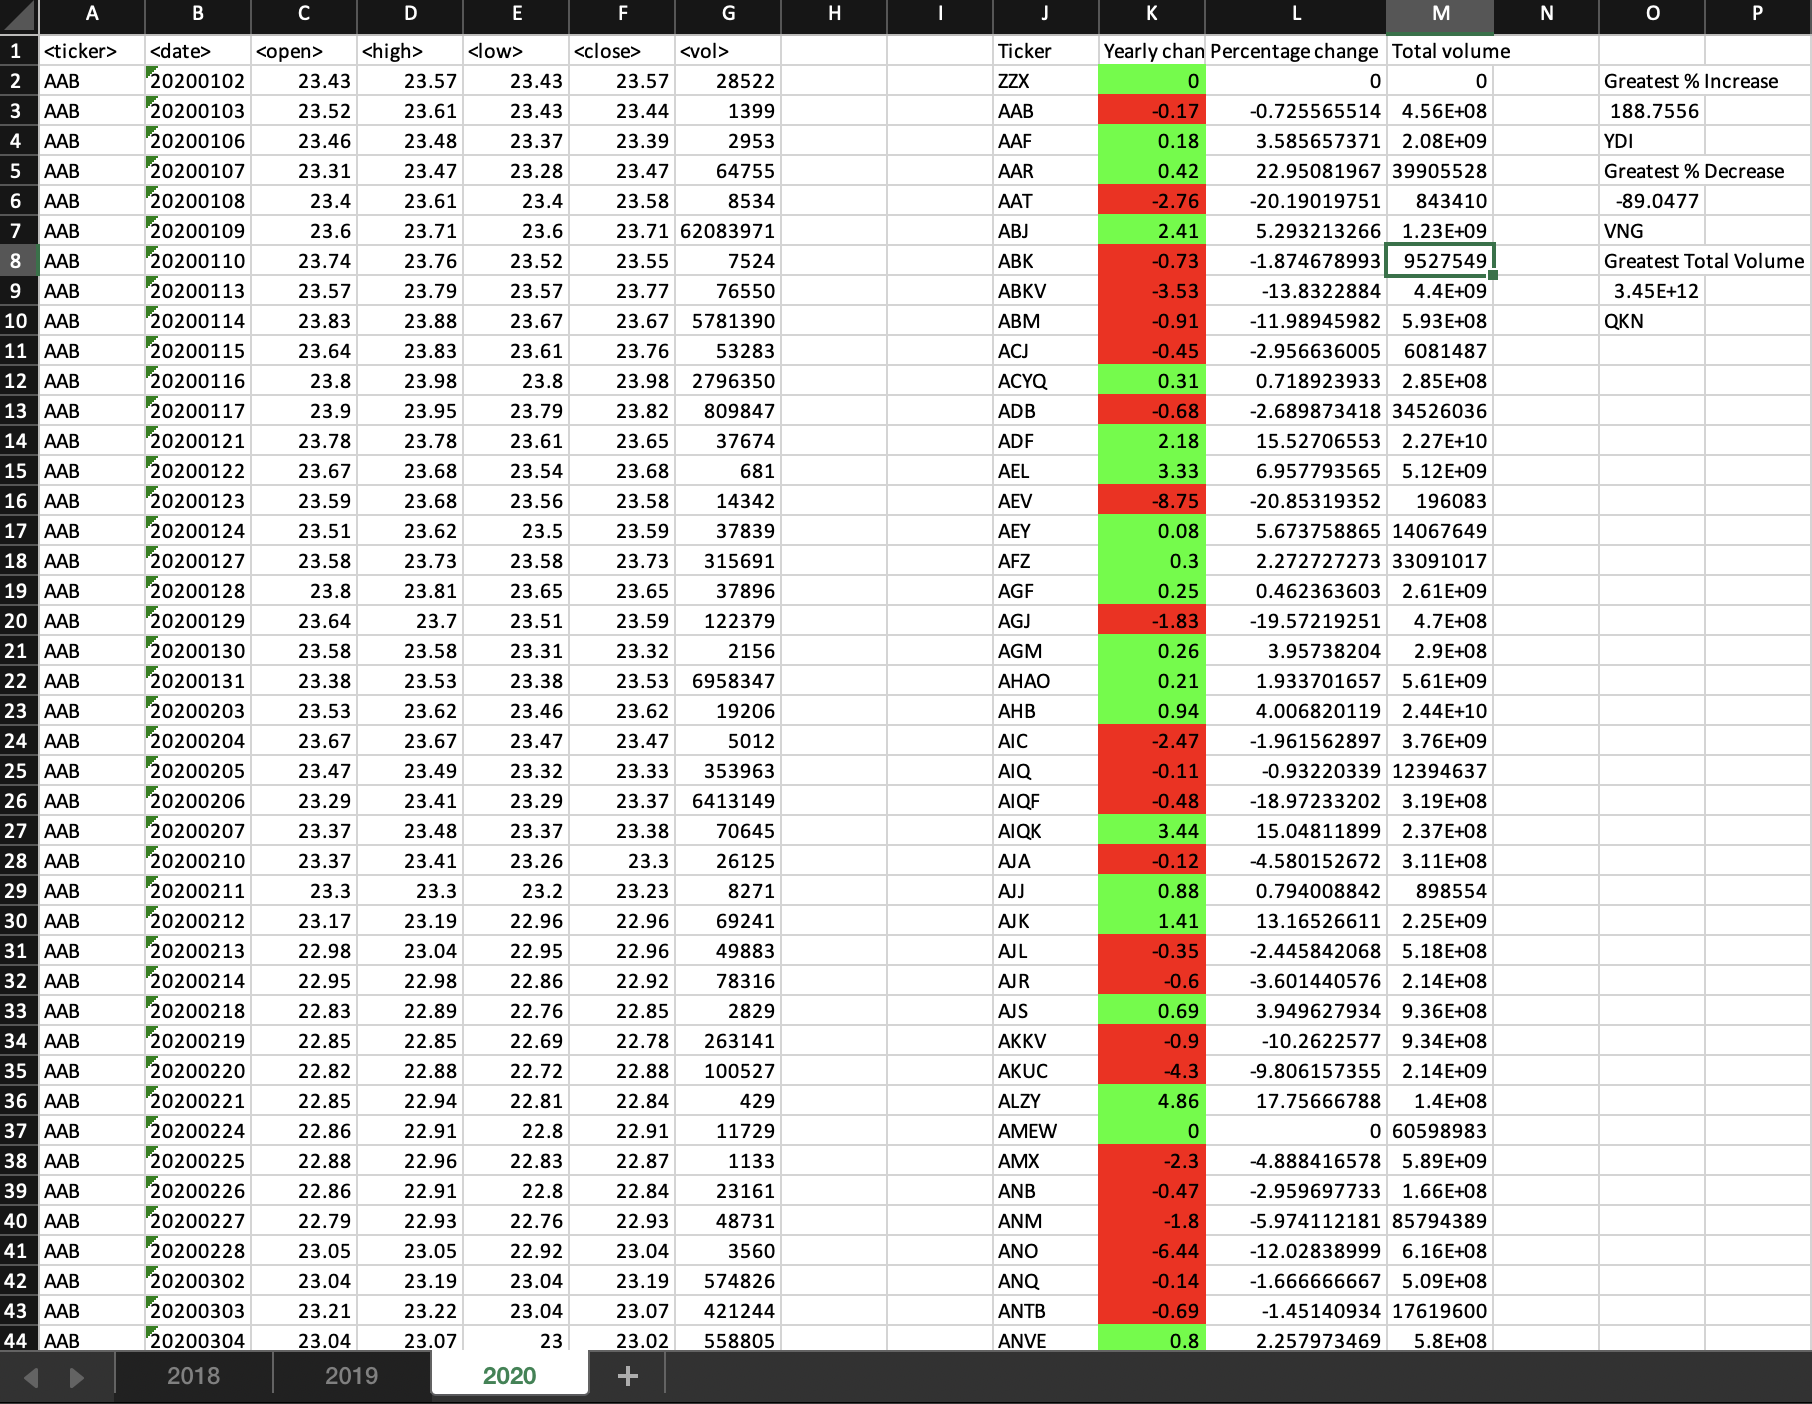 A B C D E F G H I J K L M N O P
1 <ticker> <date> <open> <high> <low> <close> <vol> Ticker Yearly chan Percentage change Total volume
2 AAB 20200102 23.43 23.57 23.43 23.57 28522 ZZX 0 0 0 Greatest % Increase
3 AAB 20200103 23.52 23.61 23.43 23.44 1399 AAB -0.17 -0.725565514 4.56E+08 188.7556
4 AAB 20200106 23.46 23.48 23.37 23.39 2953 AAF 0.18 3.585657371 2.08E+09 YDI
5 AAB 20200107 23.31 23.47 23.28 23.47 64755 AAR 0.42 22.95081967 39905528 Greatest % Decrease
6 AAB 20200108 23.4 23.61 23.4 23.58 8534 AAT -2.76 -20.19019751 843410 -89.0477
7 AAB 20200109 23.6 23.71 23.6 23.71 62083971 ABJ 2.41 5.293213266 1.23E+09 VNG
8 AAB 20200110 23.74 23.76 23.52 23.55 7524 ABK -0.73 -1.874678993 9527549 Greatest Total Volume
9 AAB 20200113 23.57 23.79 23.57 23.77 76550 ABKV -3.53 -13.8322884 4.4E+09 3.45E+12
10 AAB 20200114 23.83 23.88 23.67 23.67 5781390 ABM -0.91 -11.98945982 5.93E+08 QKN
11 AAB 20200115 23.64 23.83 23.61 23.76 53283 ACJ -0.45 -2.956636005 6081487
12 AAB 20200116 23.8 23.98 23.8 23.98 2796350 ACYQ 0.31 0.718923933 2.85E+08
13 AAB 20200117 23.9 23.95 23.79 23.82 809847 ADB -0.68 -2.689873418 34526036
14 AAB 20200121 23.78 23.78 23.61 23.65 37674 ADF 2.18 15.52706553 2.27E+10
15 AAB 20200122 23.67 23.68 23.54 23.68 681 AEL 3.33 6.957793565 5.12E+09
16 AAB 20200123 23.59 23.68 23.56 23.58 14342 AEV -8.75 -20.85319352 196083
17 AAB 20200124 23.51 23.62 23.5 23.59 37839 AEY 0.08 5.673758865 14067649
18 AAB 20200127 23.58 23.73 23.58 23.73 315691 AFZ 0.3 2.272727273 33091017
19 AAB 20200128 23.8 23.81 23.65 23.65 37896 AGF 0.25 0.462363603 2.61E+09
20 AAB 20200129 23.64 23.7 23.51 23.59 122379 AGJ -1.83 -19.57219251 4.7E+08
21 AAB 20200130 23.58 23.58 23.31 23.32 2156 AGM 0.26 3.95738204 2.9E+08
22 AAB 20200131 23.38 23.53 23.38 23.53 6958347 AHAO 0.21 1.933701657 5.61E+09
23 AAB 20200203 23.53 23.62 23.46 23.62 19206 AHB 0.94 4.006820119 2.44E+10
24 AAB 20200204 23.67 23.67 23.47 23.47 5012 AIC -2.47 -1.961562897 3.76E+09
25 AAB 20200205 23.47 23.49 23.32 23.33 353963 AIQ -0.11 -0.93220339 12394637
26 AAB 20200206 23.29 23.41 23.29 23.37 6413149 AIQF -0.48 -18.97233202 3.19E+08
27 AAB 20200207 23.37 23.48 23.37 23.38 70645 AIQK 3.44 15.04811899 2.37E+08
28 AAB 20200210 23.37 23.41 23.26 23.3 26125 AJA -0.12 -4.580152672 3.11E+08
29 AAB 20200211 23.3 23.3 23.2 23.23 8271 AJJ 0.88 0.794008842 898554
30 AAB 20200212 23.17 23.19 22.96 22.96 69241 AJK 1.41 13.16526611 2.25E+09
31 AAB 20200213 22.98 23.04 22.95 22.96 49883 AJL -0.35 -2.445842068 5.18E+08
32 AAB 20200214 22.95 22.98 22.86 22.92 78316 AJR -0.6 -3.601440576 2.14E+08
33 AAB 20200218 22.83 22.89 22.76 22.85 2829 AJS 0.69 3.949627934 9.36E+08
34 AAB 20200219 22.85 22.85 22.69 22.78 263141 AKKV -0.9 -10.2622577 9.34E+08
35 AAB 20200220 22.82 22.88 22.72 22.88 100527 AKUC -4.3 -9.806157355 2.14E+09
36 AAB 20200221 22.85 22.94 22.81 22.84 429 ALZY 4.86 17.75666788 1.4E+08
37 AAB 20200224 22.86 22.91 22.8 22.91 11729 AMEW 0 0 60598983
38 AAB 20200225 22.88 22.96 22.83 22.87 1133 AMX -2.3 -4.888416578 5.89E+09
39 AAB 20200226 22.86 22.91 22.8 22.84 23161 ANB -0.47 -2.959697733 1.66E+08
40 AAB 20200227 22.79 22.93 22.76 22.93 48731 ANM -1.8 -5.974112181 85794389
41 AAB 20200228 23.05 23.05 22.92 23.04 3560 ANO -6.44 -12.02838999 6.16E+08
42 AAB 20200302 23.04 23.19 23.04 23.19 574826 ANQ -0.14 -1.666666667 5.09E+08
43 AAB 20200303 23.21 23.22 23.04 23.07 421244 ANTB -0.69 -1.45140934 17619600
44 AAB 20200304 23.04 23.07 23 23.02 558805 ANVE 0.8 2.257973469 5.8E+08
2018 2019 2020 +